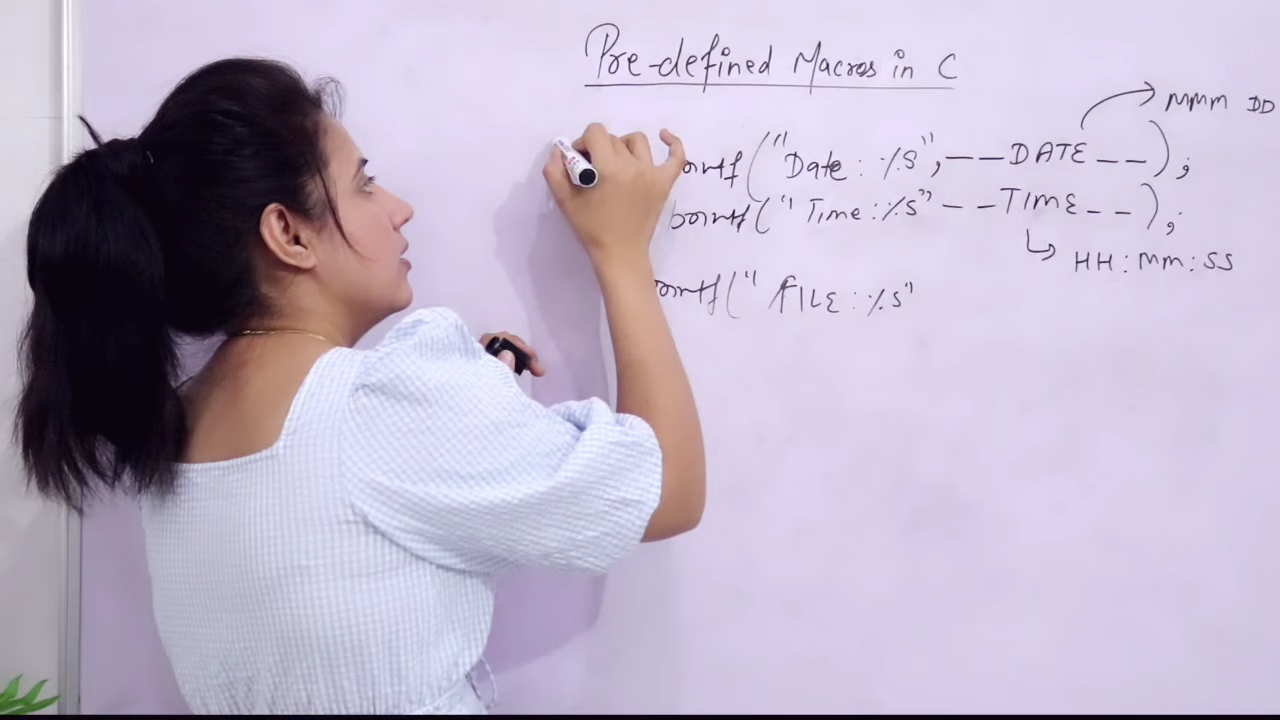 Pre-defined Macros in C
MMM DD
printf("Date: %s", __DATE__);
printf("Time:%s" __TIME__);
HH:MM:SS
printf("FILE:%s"